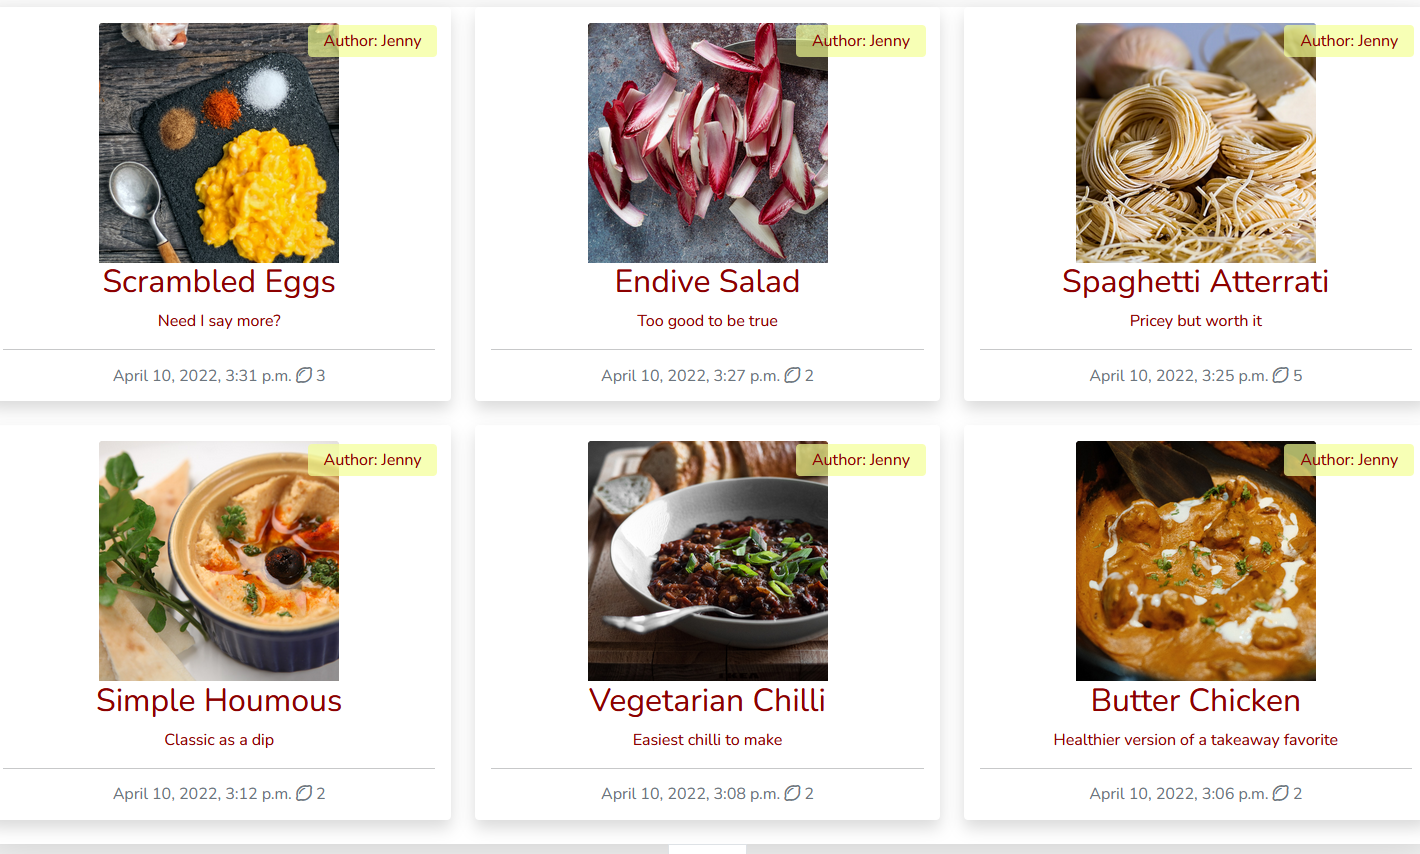 Author: Jenny
Scrambled Eggs
Need I say more?
April 10, 2022, 3:31 p.m. 3
Author: Jenny
Endive Salad
Too good to be true
April 10, 2022, 3:27 p.m. 2
Author: Jenny
Spaghetti Atterrati
Pricey but worth it
April 10, 2022, 3:25 p.m. 5
Author: Jenny
Simple Houmous
Classic as a dip
April 10, 2022, 3:12 p.m. 2
Author: Jenny
Vegetarian Chilli
Easiest chilli to make
April 10, 2022, 3:08 p.m. 2
Author: Jenny
Butter Chicken
Healthier version of a takeaway favorite
April 10, 2022, 3:06 p.m. 2